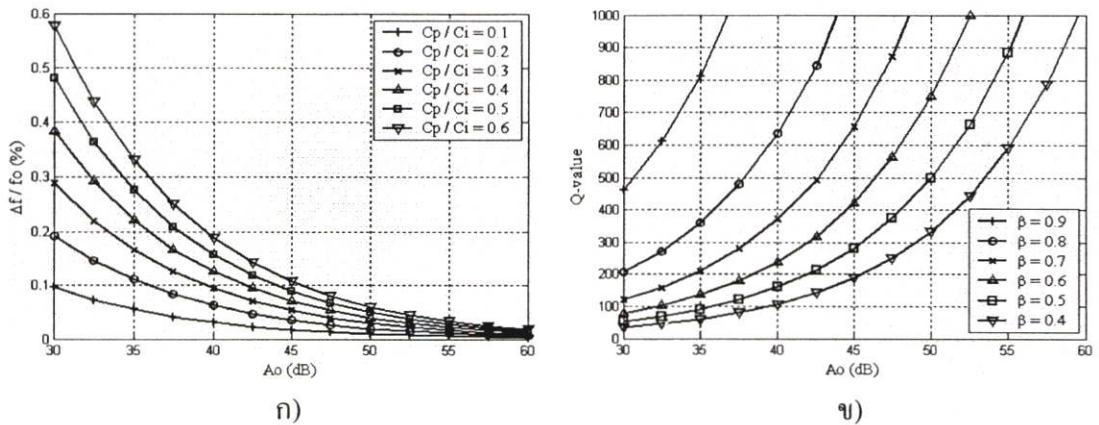 0.6
0.5
0.4
0.3
0.2
0.1
0
Δf / fo (%)
30 35 40 45 50 55 60
Ao (dB)
Cp / Ci = 0.1
Cp / Ci = 0.2
Cp / Ci = 0.3
Cp / Ci = 0.4
Cp / Ci = 0.5
Cp / Ci = 0.6
ก)
1000
900
800
700
600
500
400
300
200
100
0
Q-value
30 35 40 45 50 55 60
Ao (dB)
β = 0.9
β = 0.8
β = 0.7
β = 0.6
β = 0.5
β = 0.4
ข)